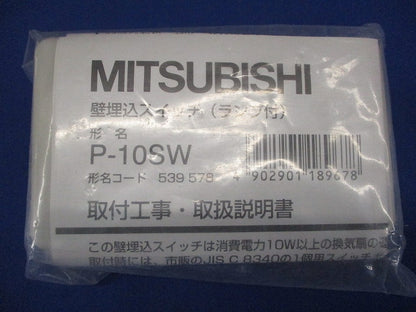 MITSUBISHI
壁埋込スイッチ（ランプ付）
形 名
P-10SW
形名コード 539 578
4 902901 189678
取付工事・取扱説明書
この壁埋込スイッチは消費電力10W以上の換気扇の
取付時には、市販のJIS C 8340の1個用スイッチ